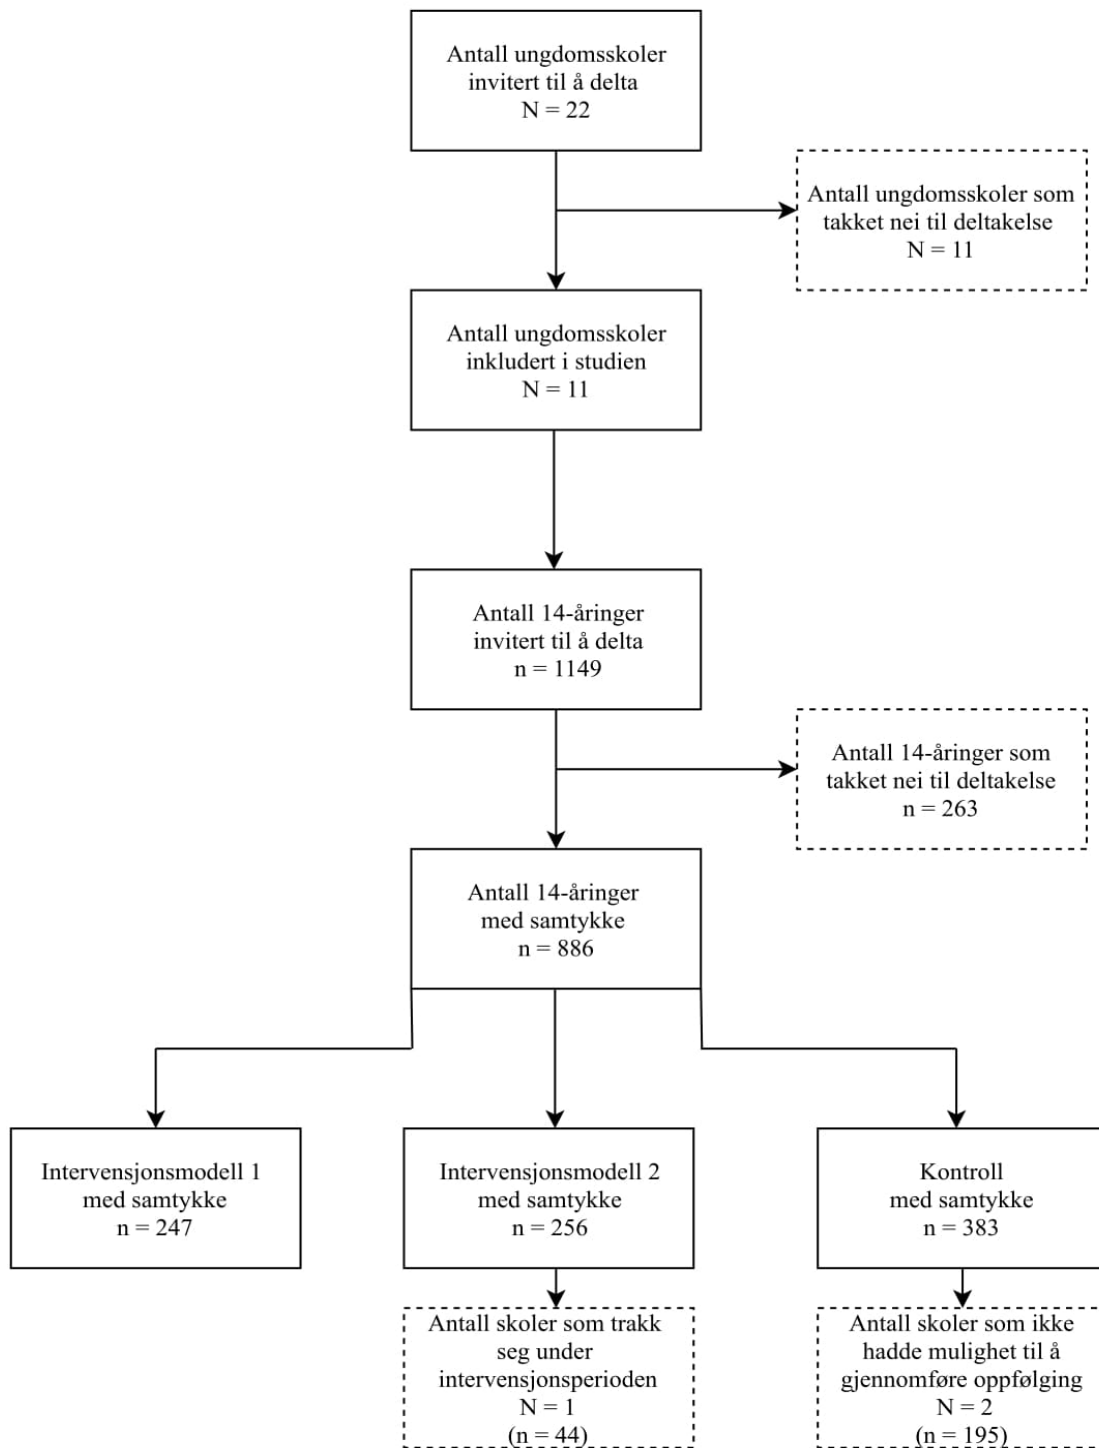 Antall ungdomsskoler
invitert til å delta
N = 22
Antall ungdomsskoler som
takket nei til deltakelse
N = 11
Antall ungdomsskoler
inkludert i studien
N = 11
Antall 14-åringer
invitert til å delta
n = 1149
Antall 14-åringer som
takket nei til deltakelse
n = 263
Antall 14-åringer
med samtykke
n = 886
Intervensjonsmodell 1
med samtykke
n = 247
Intervensjonsmodell 2
med samtykke
n = 256
Kontroll
med samtykke
n = 383
Antall skoler som trakk
seg under
intervensjonsperioden
N = 1
(n = 44)
Antall skoler som ikke
hadde mulighet til å
gjennomføre oppfølging
N = 2
(n = 195)